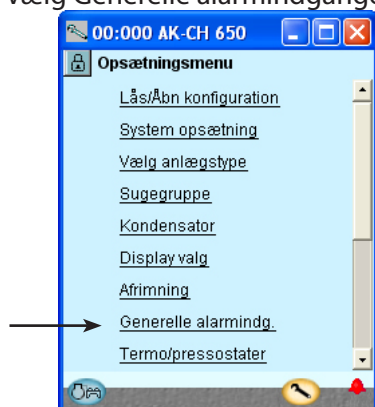 Vælg Generelle alarmindgange
00:000 AK-CH 650
Opsætningsmenu
Lås/Åbn konfiguration
System opsætning
Vælg anlægstype
Sugegruppe
Kondensator
Display valg
Afrimning
Generelle alarmindg.
Termo/pressostater